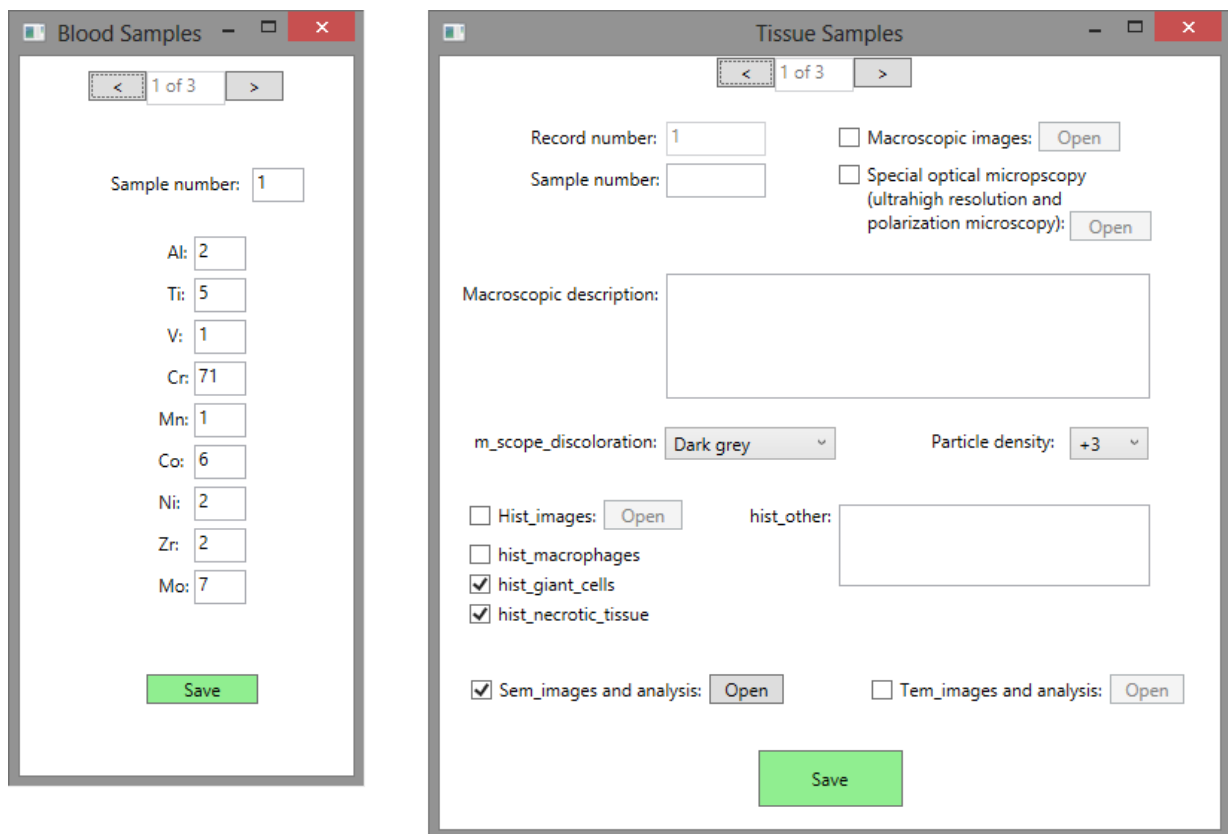 Blood Samples
< 1 of 3 >
Sample number: 1
Al: 2
Ti: 5
V: 1
Cr: 71
Mn: 1
Co: 6
Ni: 2
Zr: 2
Mo: 7
Save
Tissue Samples
< 1 of 3 >
Record number: 1
Macroscopic images: Open
Sample number:
Special optical micropscopy
(ultrahigh resolution and
polarization microscopy): Open
Macroscopic description:
m_scope_discoloration: Dark grey
Particle density: +3
Hist_images: Open
hist_other:
hist_macrophages
hist_giant_cells
hist_necrotic_tissue
Sem_images and analysis: Open
Tem_images and analysis: Open
Save